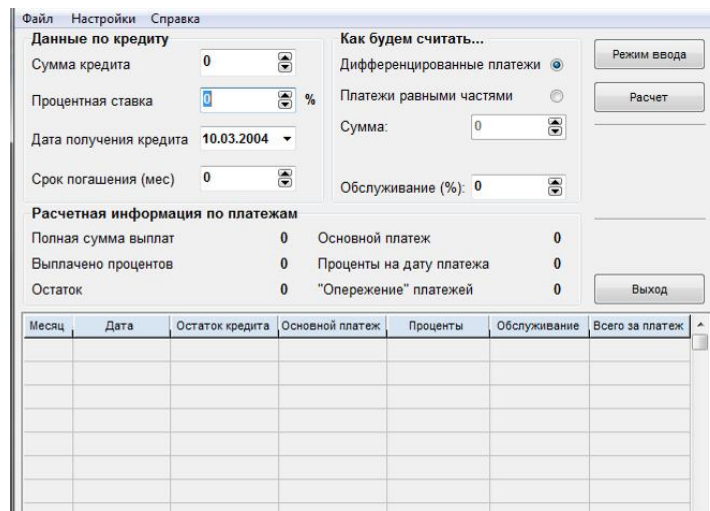 Файл Настройки Справка
Данные по кредиту
Сумма кредита 0
Процентная ставка 0 %
Дата получения кредита 10.03.2004
Срок погашения (мес) 0
Как будем считать...
Дифференцированные платежи
Платежи равными частями
Сумма: 0
Обслуживание (%): 0
Режим ввода
Расчет
Расчетная информация по платежам
Полная сумма выплат 0 Основной платеж 0
Выплачено процентов 0 Проценты на дату платежа 0
Остаток 0 "Опережение" платежей 0
Выход
Месяц Дата Остаток кредита Основной платеж Проценты Обслуживание Всего за платеж